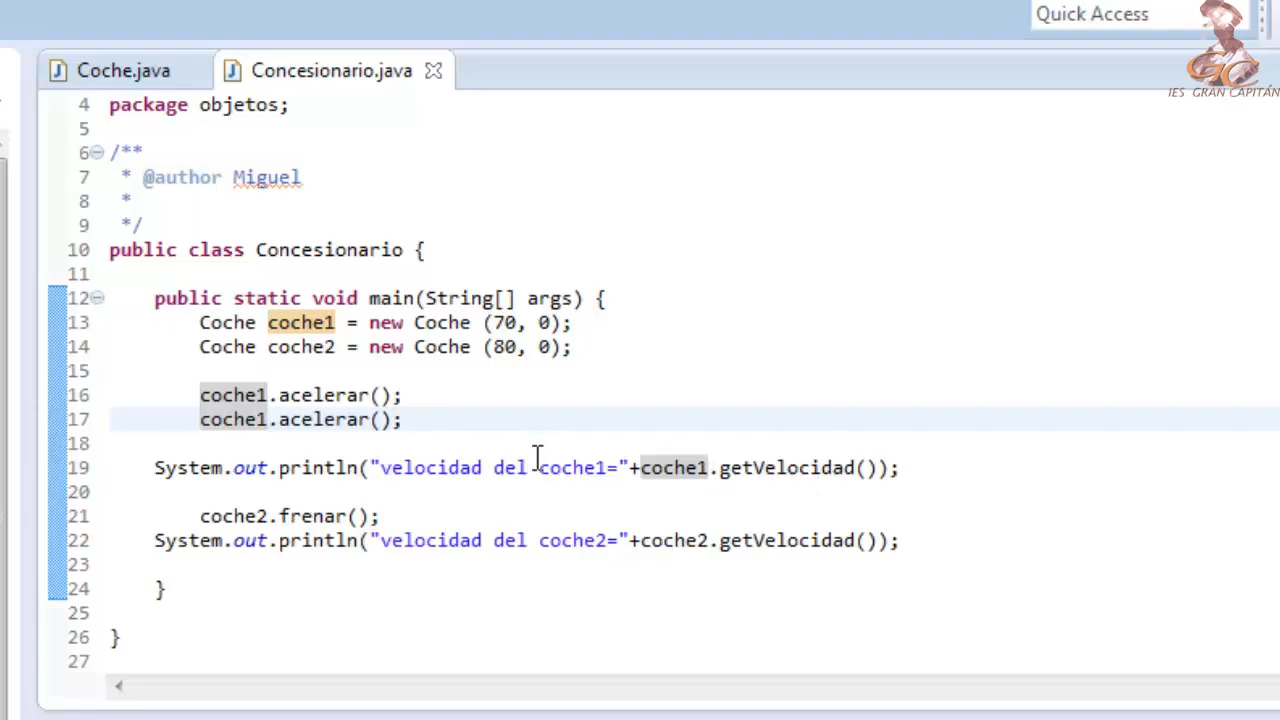 Quick Access
IES GRAN CAPITÁN
Coche.java
Concesionario.java
4 package objetos;
5
6 /**
7 * @author Miguel
8 *
9 */
10 public class Concesionario {
11
12 public static void main(String[] args) {
13 Coche coche1 = new Coche (70, 0);
14 Coche coche2 = new Coche (80, 0);
15
16 coche1.acelerar();
17 coche1.acelerar();
18
19 System.out.println("velocidad del coche1="+coche1.getVelocidad());
20
21 coche2.frenar();
22 System.out.println("velocidad del coche2="+coche2.getVelocidad());
23
24 }
25
26 }
27